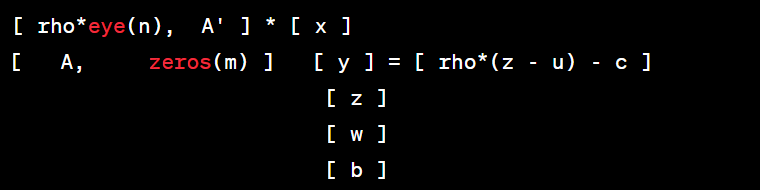 [ rho*eye(n),  A' ] * [ x ]
[   A,     zeros(m) ]   [ y ] = [ rho*(z - u) - c ]
[ z ]
[ w ]
[ b ]